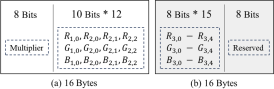 8 Bits
10 Bits * 12
8 Bits * 15
8 Bits
Multiplier
R₁,₀, R₂,₀, R₂,₁, R₂,₂
G₁,₀, G₂,₀, G₂,₁, G₂,₂
B₁,₀, B₂,₀, B₂,₁, B₂,₂
R₃,₀ − R₃,₄
G₃,₀ − G₃,₄
B₃,₀ − B₃,₄
Reserved
(a) 16 Bytes
(b) 16 Bytes